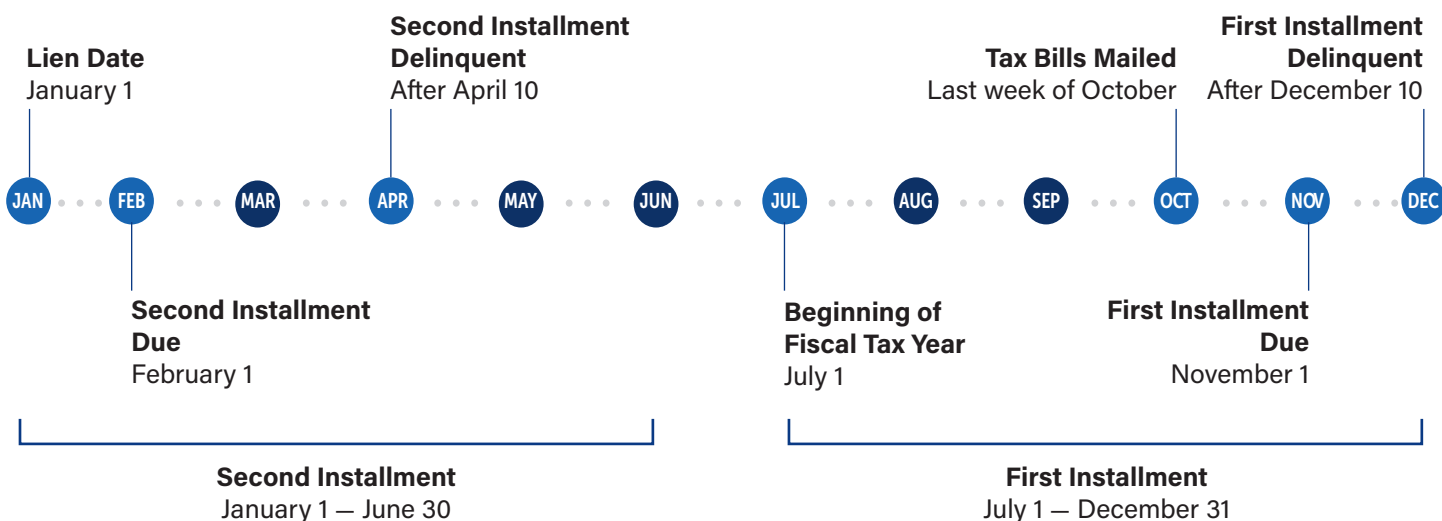 Lien Date
January 1
Second Installment
Delinquent
After April 10
Tax Bills Mailed
Last week of October
First Installment
Delinquent
After December 10
JAN
FEB
MAR
APR
MAY
JUN
JUL
AUG
SEP
OCT
NOV
DEC
Second Installment
Due
February 1
Beginning of
Fiscal Tax Year
July 1
First Installment
Due
November 1
Second Installment
January 1 — June 30
First Installment
July 1 — December 31